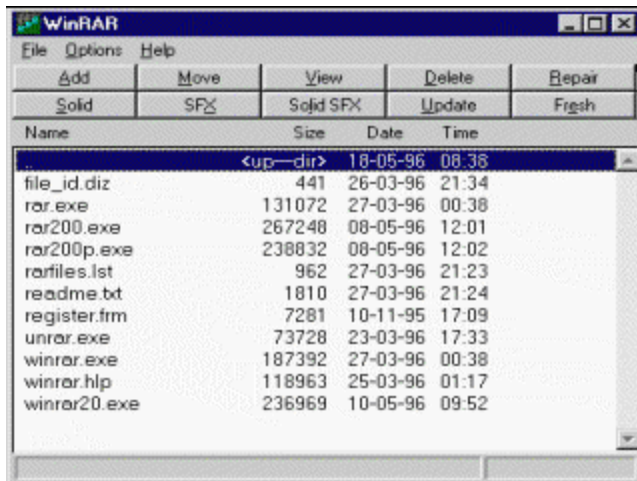 WinRAR
File Options Help
Add Move View Delete Repair
Solid SFX Solid SFX Update Fresh
Name Size Date Time
.. <up--dir> 18-05-96 08:38
file_id.diz 441 26-03-96 21:34
rar.exe 131072 27-03-96 00:38
rar200.exe 267248 08-05-96 12:01
rar200p.exe 238832 08-05-96 12:02
rarfiles.lst 962 27-03-96 21:23
readme.txt 1810 27-03-96 21:24
register.frm 7281 10-11-95 17:09
unrar.exe 73728 23-03-96 17:33
winrar.exe 187392 27-03-96 00:38
winrar.hlp 118963 25-03-96 01:17
winrar20.exe 236969 10-05-96 09:52